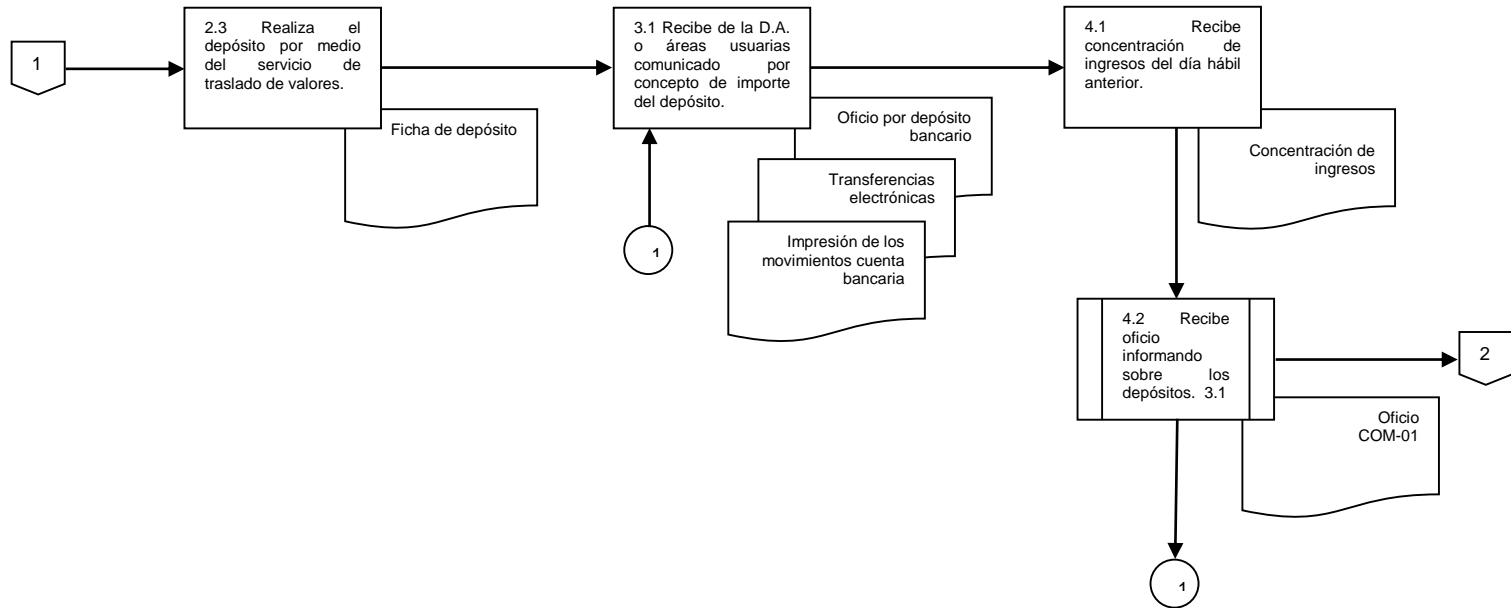 1
2.3 Realiza el
depósito por medio
del servicio de
traslado de valores.
Ficha de depósito
3.1 Recibe de la D.A.
o áreas usuarias
comunicado por
concepto de importe
del depósito.
Oficio por depósito
bancario
Transferencias
electrónicas
Impresión de los
movimientos cuenta
bancaria
1
4.1 Recibe
concentración de
ingresos del día hábil
anterior.
Concentración de
ingresos
4.2 Recibe
oficio
informando
sobre los
depósitos. 3.1
Oficio
COM-01
2
1